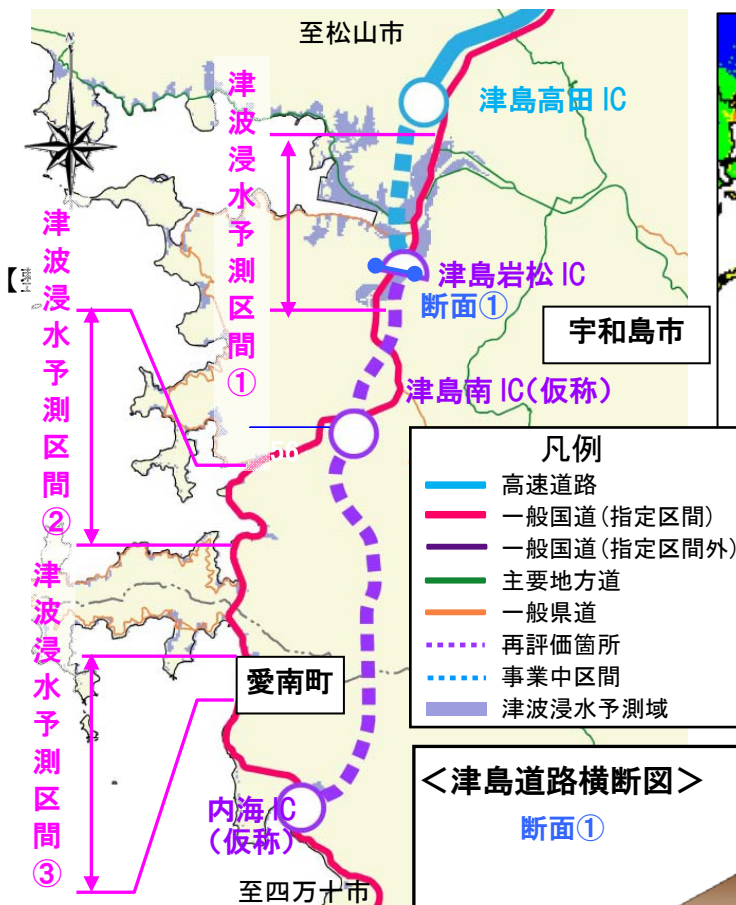 至松山市
津島高田IC
津波浸水予測区間①
津波浸水予測区間②
【
津島岩松IC
断面①
宇和島市
津島南IC(仮称)
56
凡例
高速道路
一般国道(指定区間)
一般国道(指定区間外)
主要地方道
一般県道
再評価箇所
事業中区間
津波浸水予測域
津波浸水予測区間③
愛南町
内海IC
(仮称)
至四万十市
<津島道路横断図>
断面①